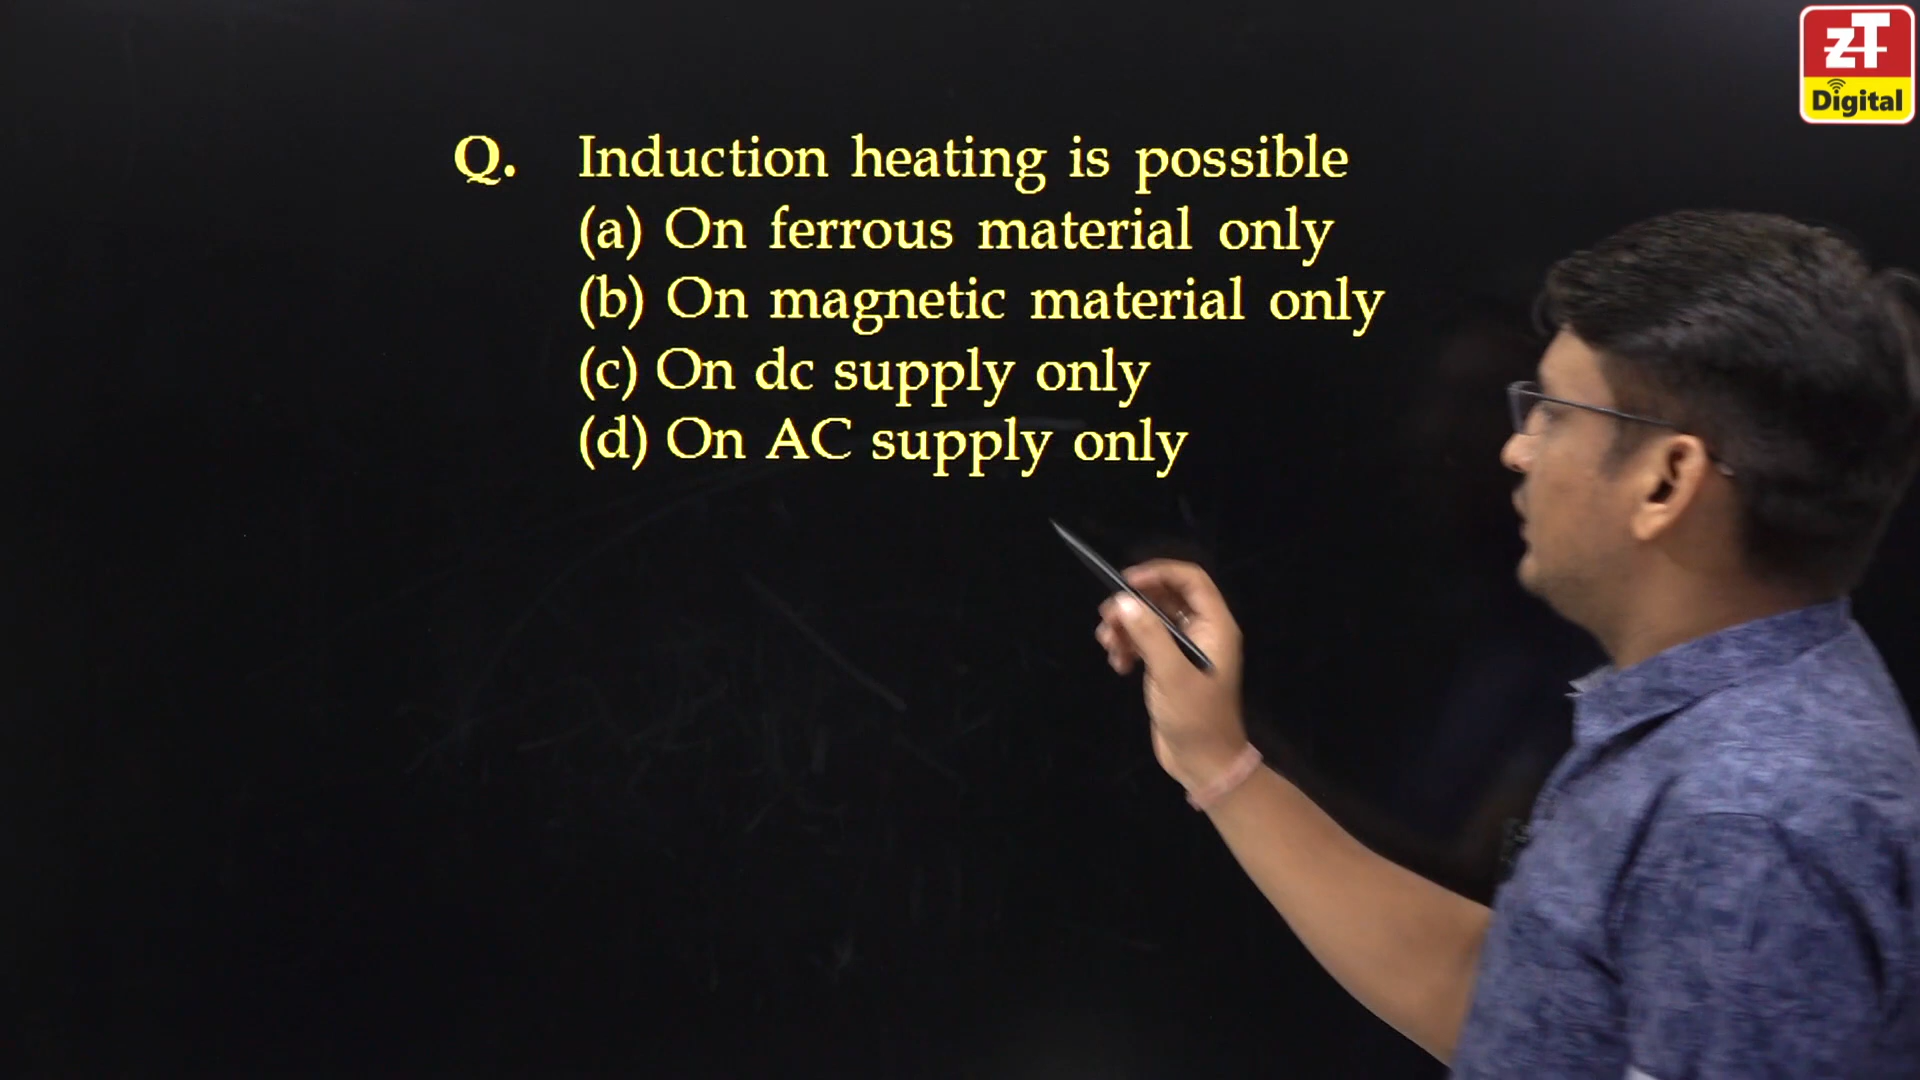 zT
Digital
Q. Induction heating is possible
(a) On ferrous material only
(b) On magnetic material only
(c) On dc supply only
(d) On AC supply only